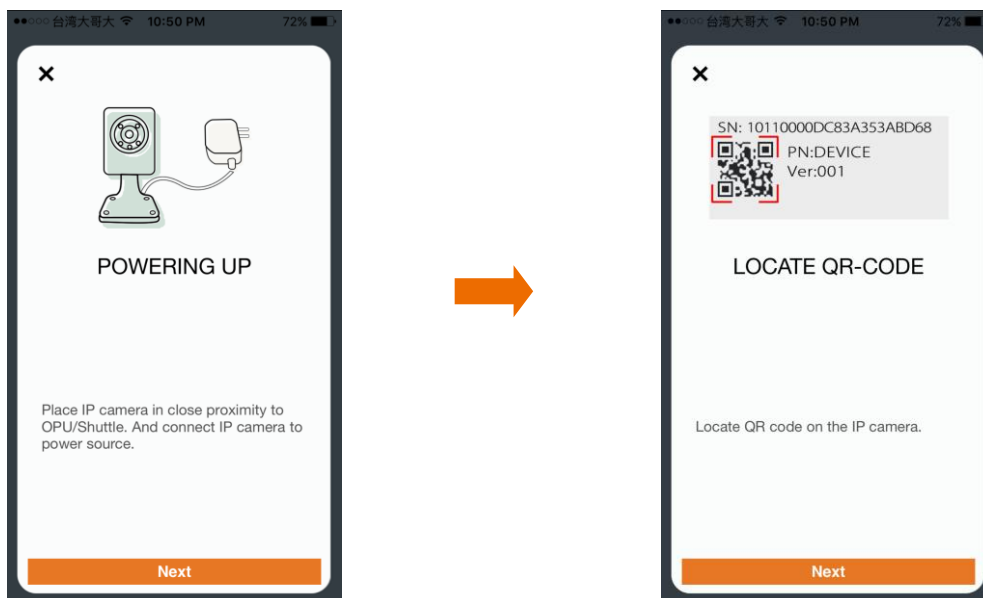 台湾大哥大 10:50 PM 72%
POWERING UP
Place IP camera in close proximity to
OPU/Shuttle. And connect IP camera to
power source.
Next
台湾大哥大 10:50 PM 72%
SN: 10110000DC83A353ABD68
PN:DEVICE
Ver:001
LOCATE QR-CODE
Locate QR code on the IP camera.
Next